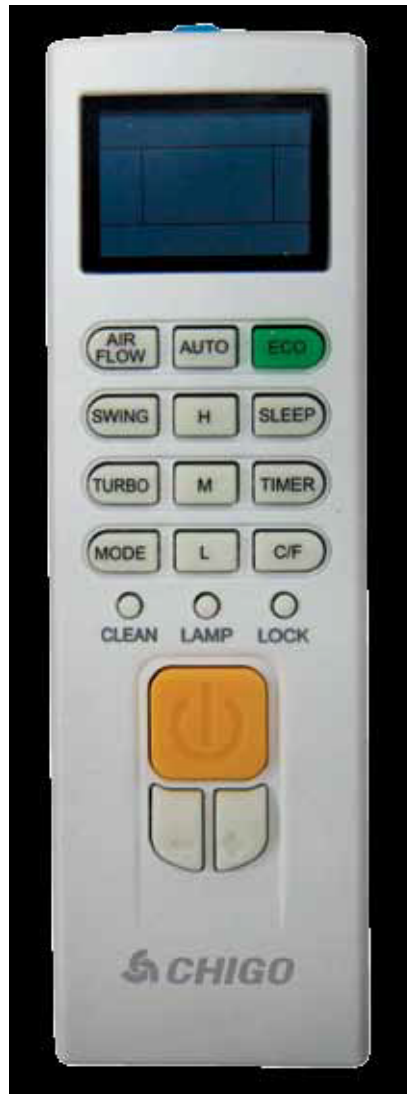 AIR
FLOW
AUTO
ECO
SWING
H
SLEEP
TURBO
M
TIMER
MODE
L
C/F
CLEAN
LAMP
LOCK
CHIGO